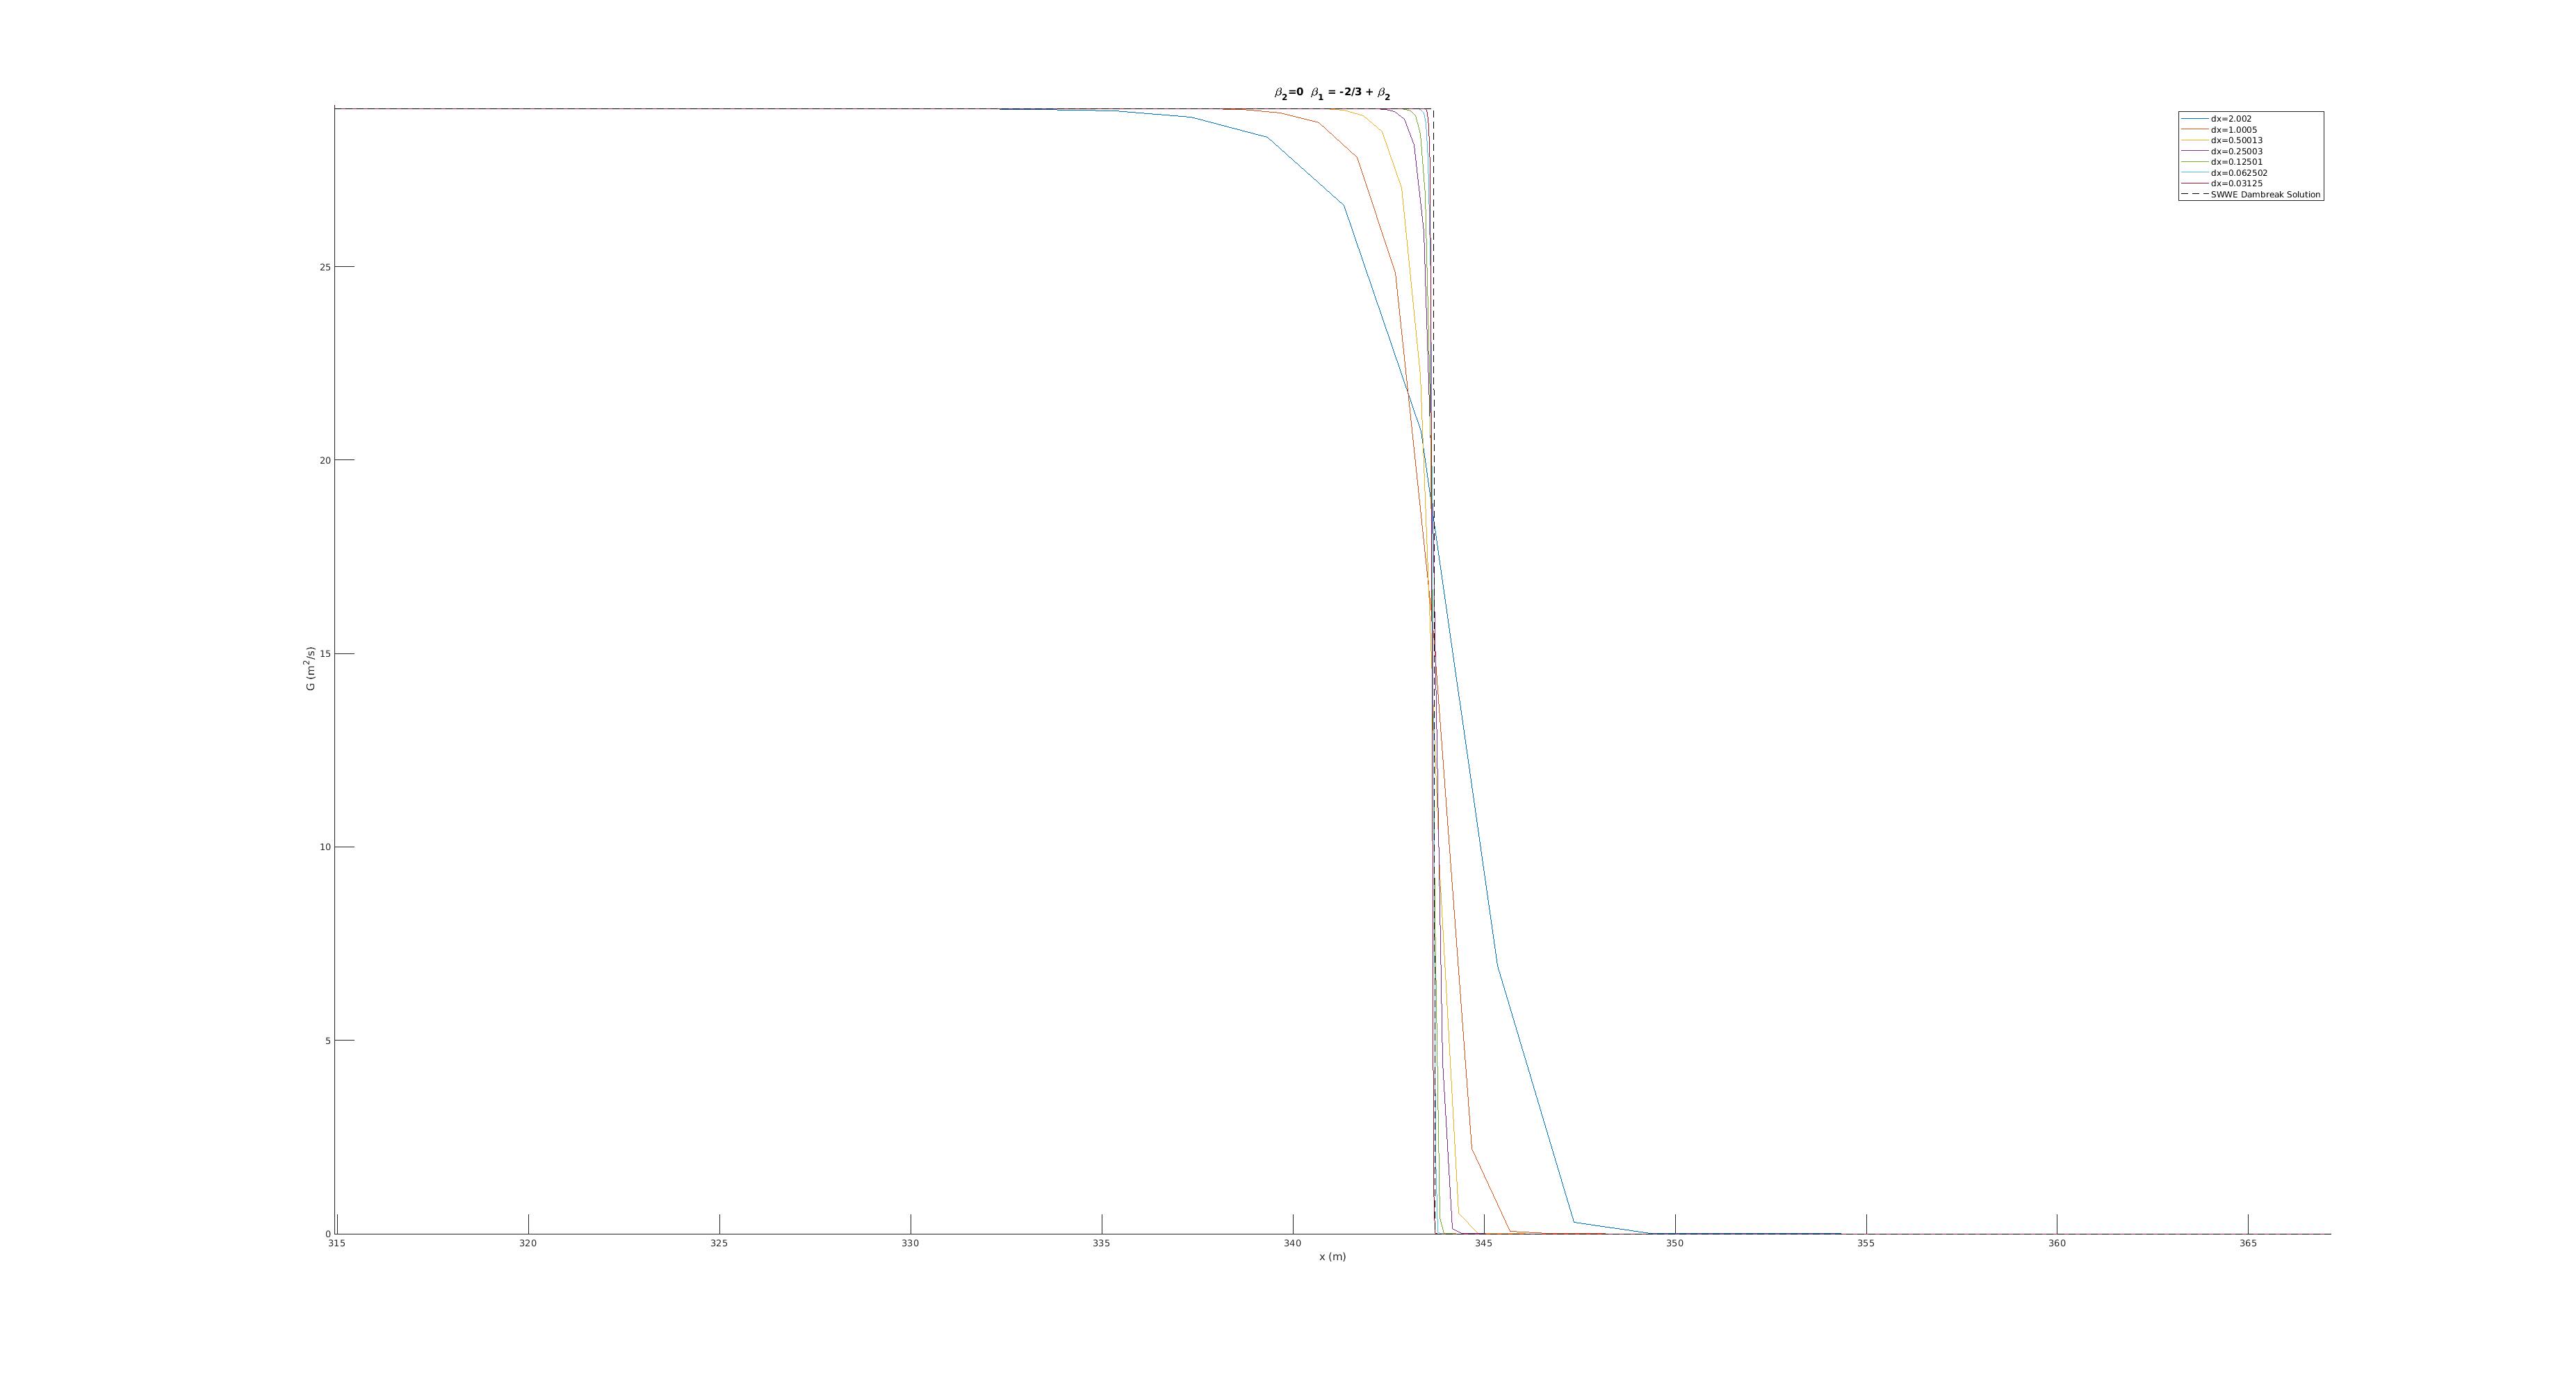 β2=0 β1 = -2/3 + β2
dx=2.002
dx=1.0005
dx=0.50013
dx=0.25003
dx=0.12501
dx=0.062502
dx=0.03125
SWWE Dambreak Solution
25
20
15
10
5
0
G (m2/s)
315 320 325 330 335 340 345 350 355 360 365
x (m)